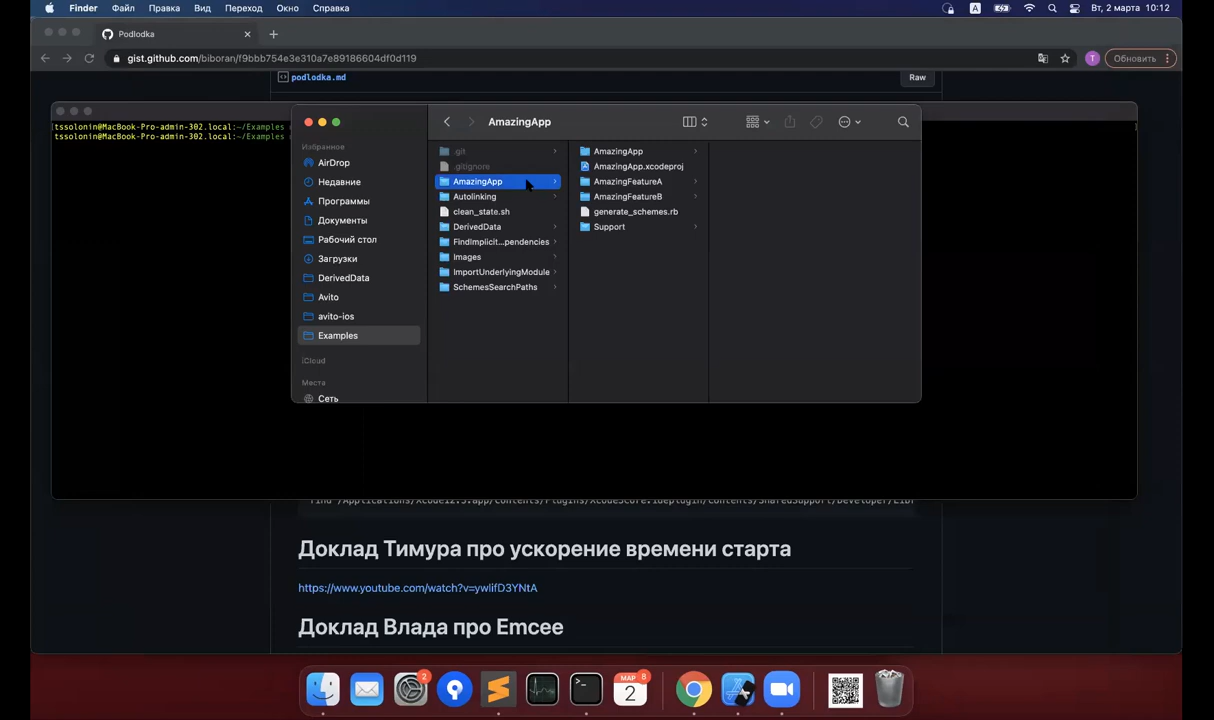 Finder Файл Правка Вид Переход Окно Справка A Вт, 2 марта 10:12
Podlodka
gist.github.com/biboran/f9bbb754e3e310a7e89186604df0d119 T Обновить
podlodka.md Raw
tssolonin@MacBook-Pro-admin-302.local:~/Examples
tssolonin@MacBook-Pro-admin-302.local:~/Examples
AmazingApp
Избранное
AirDrop
Недавние
Программы
Документы
Рабочий стол
Загрузки
DerivedData
Avito
avito-ios
Examples
iCloud
Места
Сеть
.git
.gitignore
AmazingApp
Autolinking
clean_state.sh
DerivedData
FindImplicit...pendencies
Images
ImportUnderlyingModule
SchemesSearchPaths
AmazingApp
AmazingApp.xcodeproj
AmazingFeatureA
AmazingFeatureB
generate_schemes.rb
Support
Доклад Тимура про ускорение времени старта
https://www.youtube.com/watch?v=ywlifD3YNtA
Доклад Влада про Emcee
2
МАР
2
8